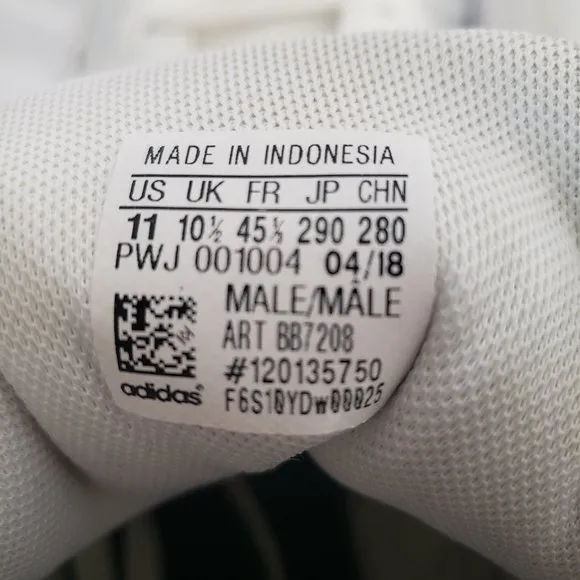 MADE IN INDONESIA
US UK FR JP CHN
11 10½ 45⅓ 290 280
PWJ 001004 04/18
MALE/MÂLE
ART BB7208
#120135750
adidas® F6S10YDw00025